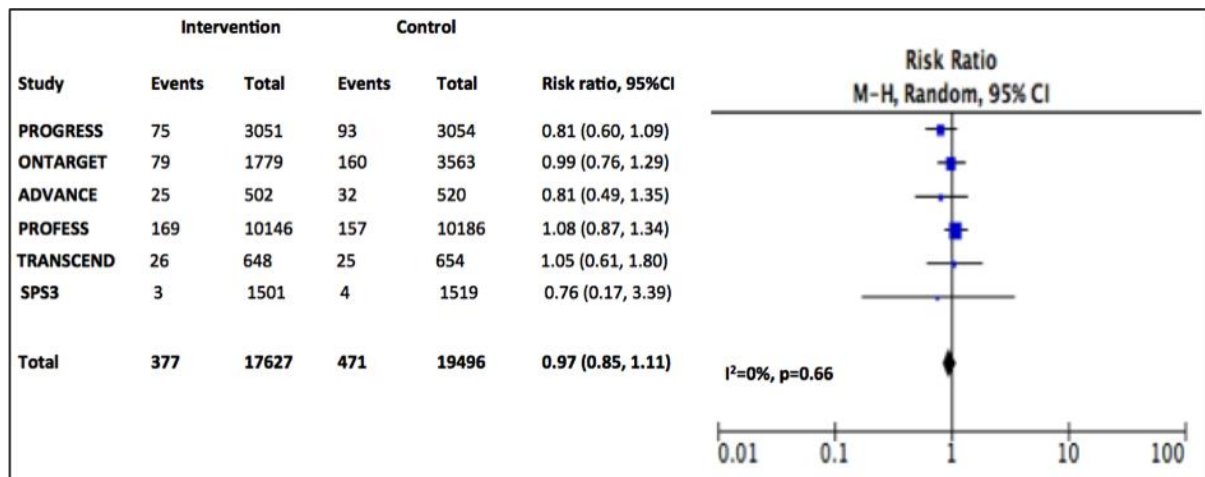 Intervention Control
Study Events Total Events Total Risk ratio, 95%CI
PROGRESS 75 3051 93 3054 0.81 (0.60, 1.09)
ONTARGET 79 1779 160 3563 0.99 (0.76, 1.29)
ADVANCE 25 502 32 520 0.81 (0.49, 1.35)
PROFESS 169 10146 157 10186 1.08 (0.87, 1.34)
TRANSCEND 26 648 25 654 1.05 (0.61, 1.80)
SPS3 3 1501 4 1519 0.76 (0.17, 3.39)
Total 377 17627 471 19496 0.97 (0.85, 1.11)
Risk Ratio
M-H, Random, 95% CI
I²=0%, p=0.66
0.01 0.1 1 10 100